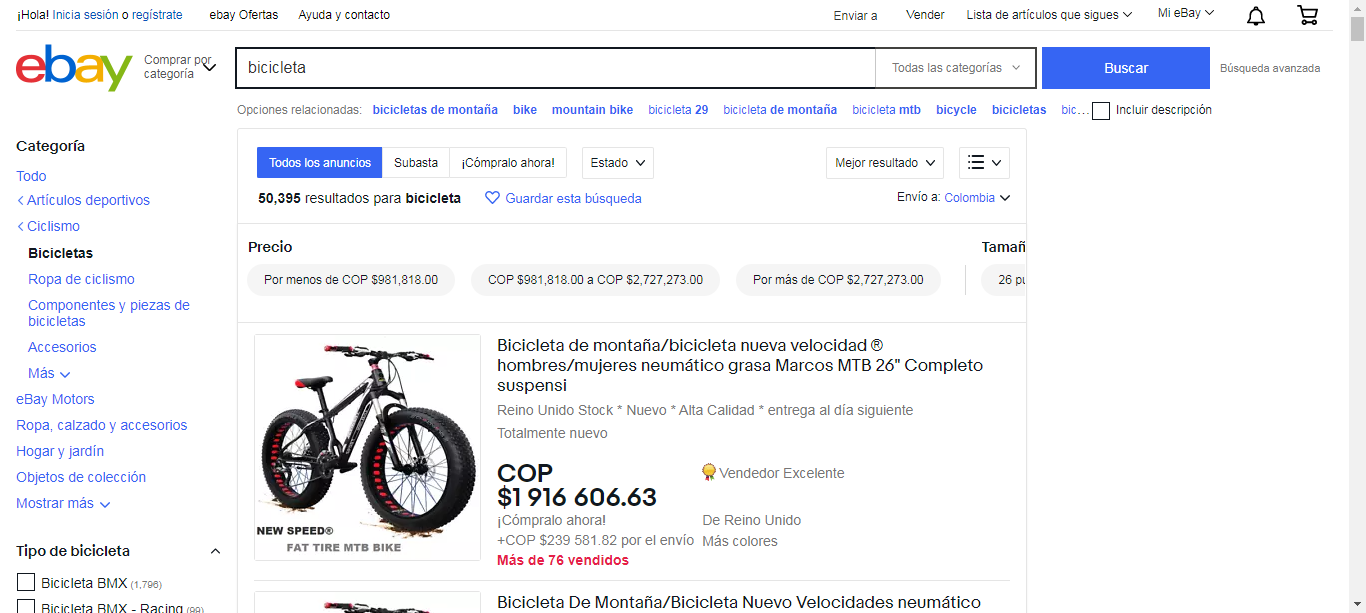 ¡Hola! Inicia sesión o regístrate ebay Ofertas Ayuda y contacto Enviar a Vender Lista de artículos que sigues Mi eBay
ebay
Comprar por categoría
bicicleta Todas las categorías Buscar Búsqueda avanzada
Opciones relacionadas: bicicletas de montaña bike mountain bike bicicleta 29 bicicleta de montaña bicicleta mtb bicycle bicicletas bic... Incluir descripción
Categoría
Todo
Artículos deportivos
Ciclismo
Bicicletas
Ropa de ciclismo
Componentes y piezas de
bicicletas
Accesorios
Más
eBay Motors
Ropa, calzado y accesorios
Hogar y jardín
Objetos de colección
Mostrar más
Tipo de bicicleta
Bicicleta BMX (1,796)
Bicicleta BMX - Racing (99)
Todos los anuncios Subasta ¡Cómpralo ahora! Estado Mejor resultado
50,395 resultados para bicicleta Guardar esta búsqueda Envío a: Colombia
Precio Tamañ
Por menos de COP $981,818.00 COP $981,818.00 a COP $2,727,273.00 Por más de COP $2,727,273.00 26 pu
NEW SPEED®
FAT TIRE MTB BIKE
Bicicleta de montaña/bicicleta nueva velocidad ®
hombres/mujeres neumático grasa Marcos MTB 26" Completo
suspensi
Reino Unido Stock * Nuevo * Alta Calidad * entrega al día siguiente
Totalmente nuevo
COP
$1 916 606.63
Vendedor Excelente
¡Cómpralo ahora! De Reino Unido
+COP $239 581.82 por el envío Más colores
Más de 76 vendidos
Bicicleta De Montaña/Bicicleta Nuevo Velocidades neumático